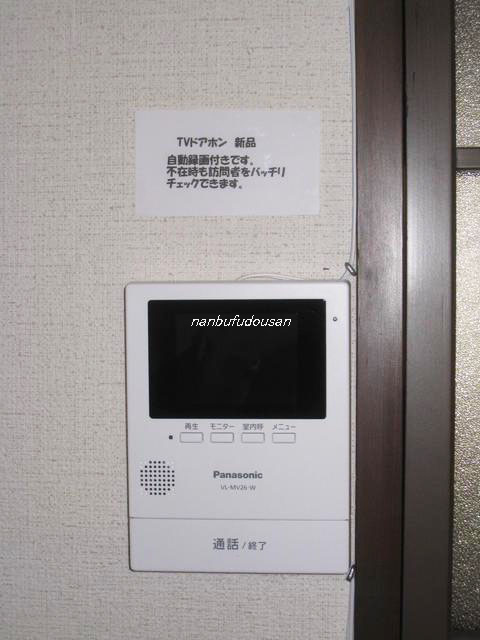 TVドアホン 新品
自動録画付きです。
不在時も訪問者をバッチリ
チェックできます。
nanbufudousan
再生 モニター 室内呼 メニュー
Panasonic
VL-MV26-W
通話 / 終了